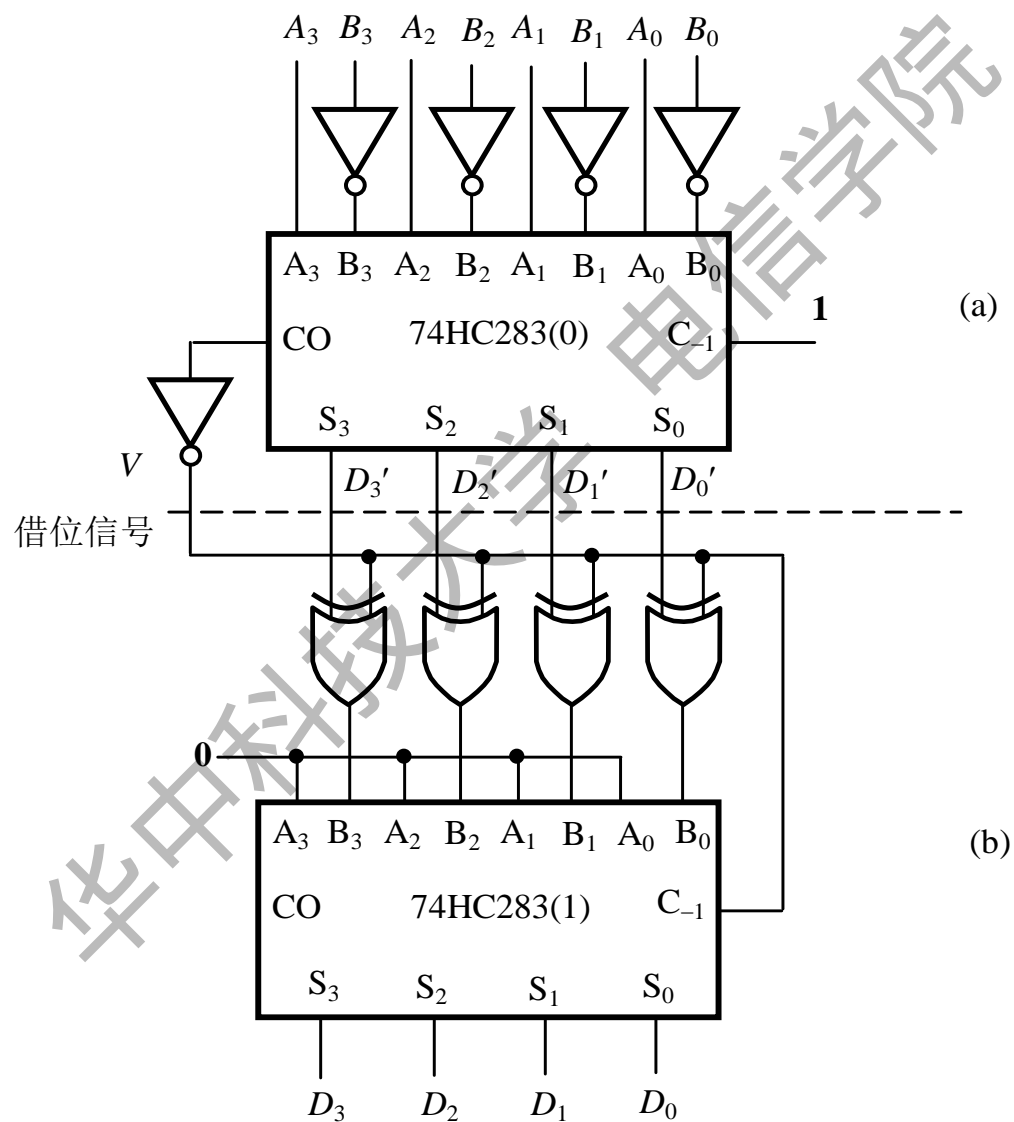 A₃ B₃ A₂ B₂ A₁ B₁ A₀ B₀
A₃ B₃ A₂ B₂ A₁ B₁ A₀ B₀
1
(a)
CO 74HC283(0) C₋₁
S₃ S₂ S₁ S₀
V
D₃′ D₂′ D₁′ D₀′
借位信号
0
A₃ B₃ A₂ B₂ A₁ B₁ A₀ B₀
(b)
CO 74HC283(1) C₋₁
S₃ S₂ S₁ S₀
D₃ D₂ D₁ D₀
华中科技大学 电信学院